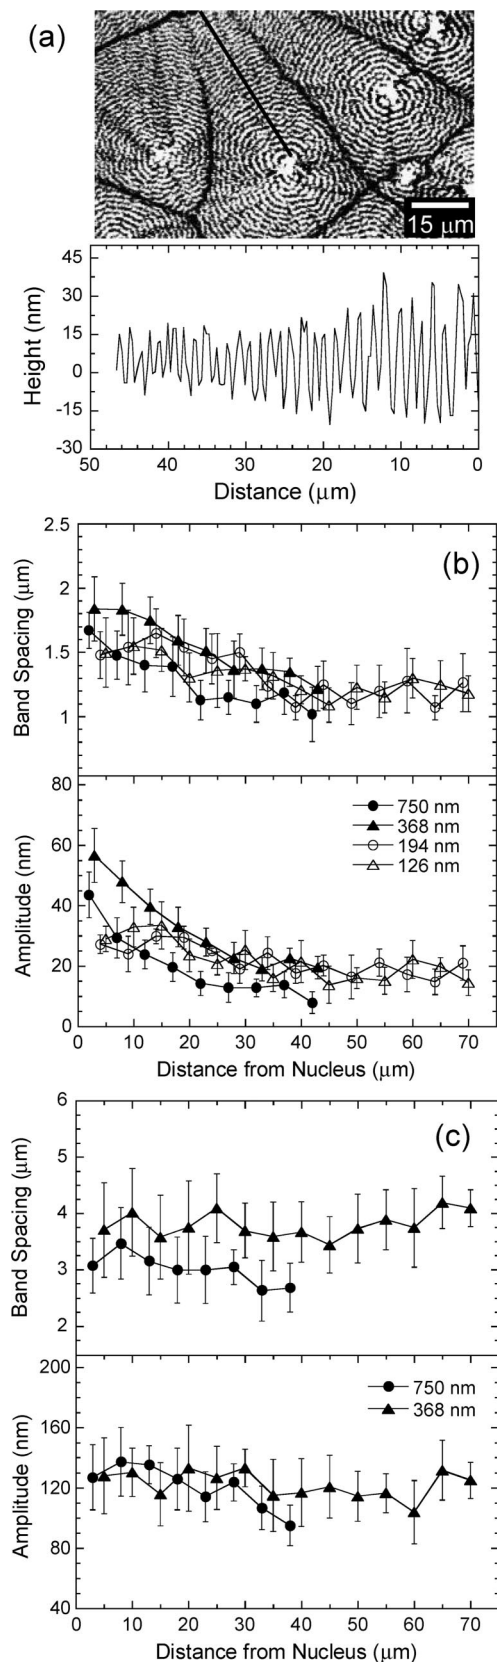 (a)
15 μm
Height (nm)
45
30
15
0
-15
-30
50 40 30 20 10 0
Distance (μm)
(b)
Band Spacing (μm)
2.5
2
1.5
1
Amplitude (nm)
80
60
40
20
0
750 nm
368 nm
194 nm
126 nm
0 10 20 30 40 50 60 70
Distance from Nucleus (μm)
(c)
Band Spacing (μm)
6
5
4
3
2
Amplitude (nm)
200
160
120
80
40
750 nm
368 nm
0 10 20 30 40 50 60 70
Distance from Nucleus (μm)